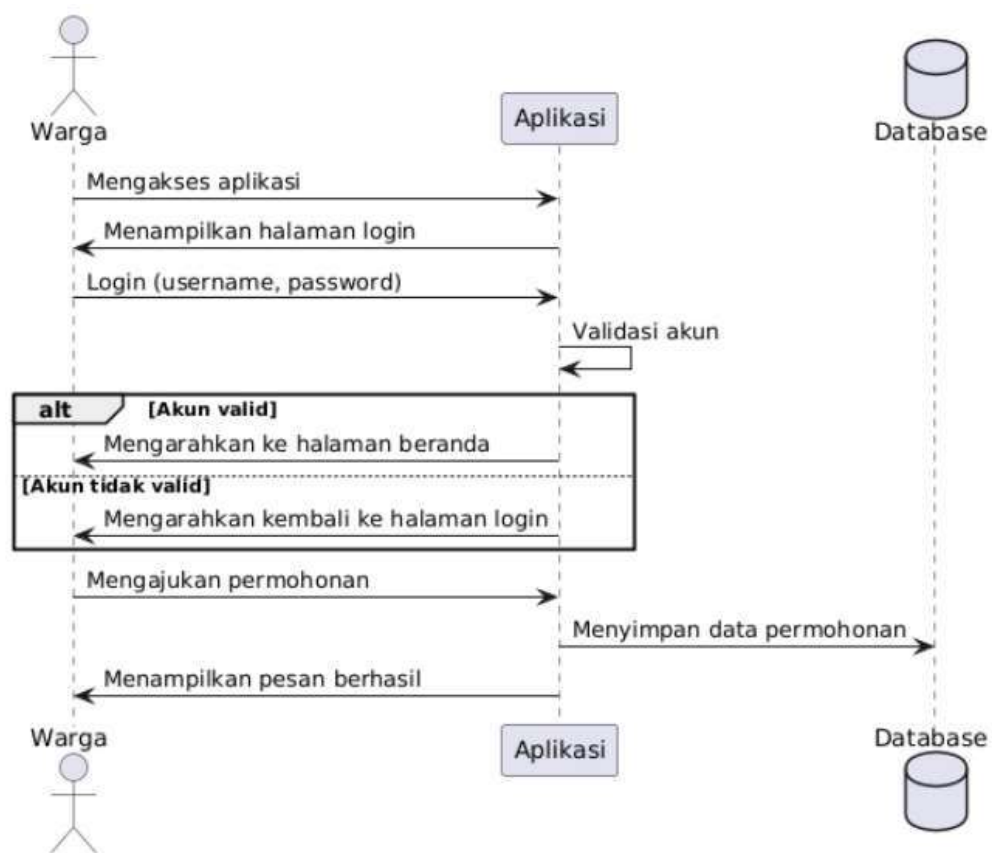 Warga
Aplikasi
Database
Mengakses aplikasi
Menampilkan halaman login
Login (username, password)
Validasi akun
alt
[Akun valid]
Mengarahkan ke halaman beranda
[Akun tidak valid]
Mengarahkan kembali ke halaman login
Mengajukan permohonan
Menyimpan data permohonan
Menampilkan pesan berhasil
Warga
Aplikasi
Database